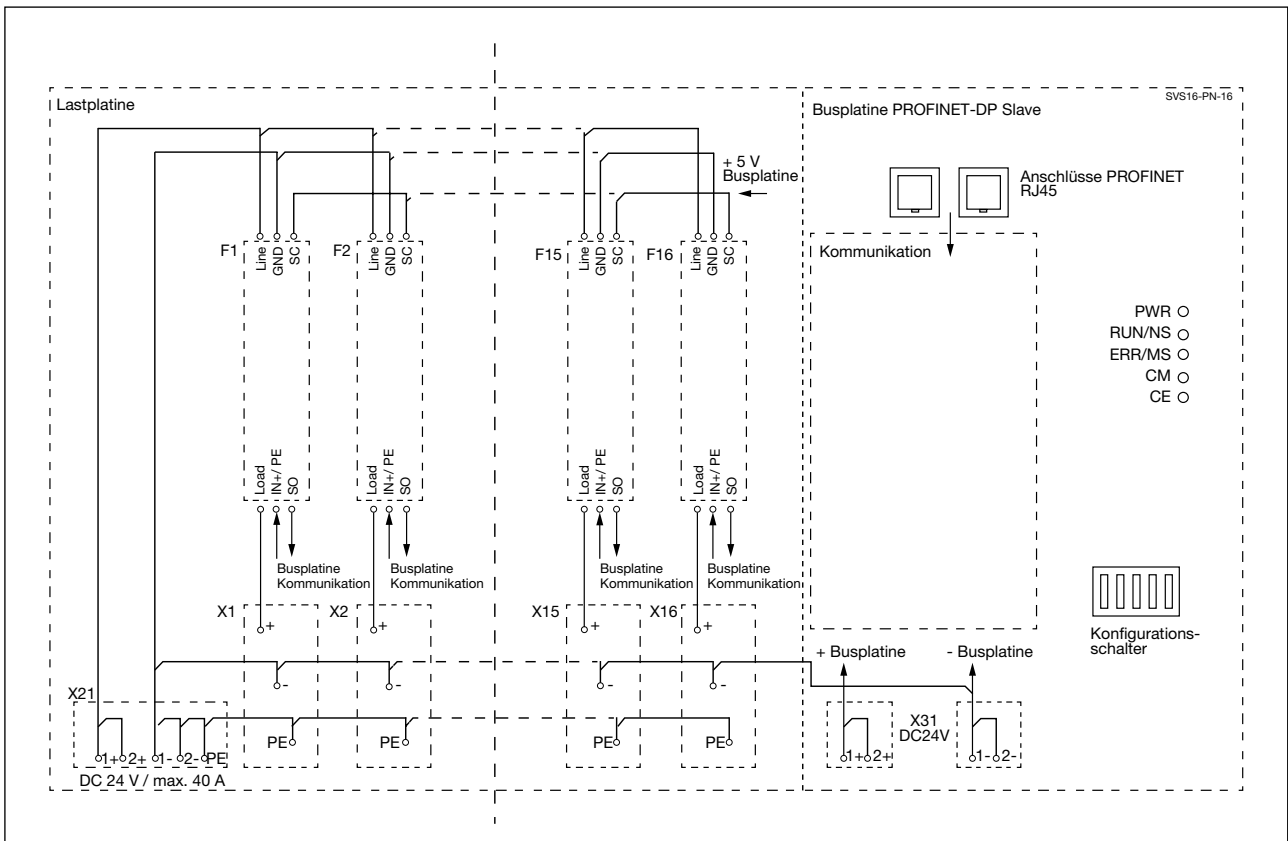 SVS16-PN-16
Lastplatine
Busplatine PROFINET-DP Slave
+ 5 V
Busplatine
Anschlüsse PROFINET
RJ45
F1
Line
GND
SC
F2
Line
GND
SC
F15
Line
GND
SC
F16
Line
GND
SC
Kommunikation
PWR
RUN/NS
ERR/MS
CM
CE
Load
IN+/ PE
SO
Load
IN+/ PE
SO
Load
IN+/ PE
SO
Load
IN+/ PE
SO
Busplatine
Kommunikation
Busplatine
Kommunikation
Busplatine
Kommunikation
Busplatine
Kommunikation
X1
+
-
PE
X2
+
-
PE
X15
+
-
PE
X16
+
-
PE
Konfigurations-
schalter
+ Busplatine
- Busplatine
X21
1+ 2+ 1- 2- PE
DC 24 V / max. 40 A
X31
DC24V
1+ 2+
1- 2-